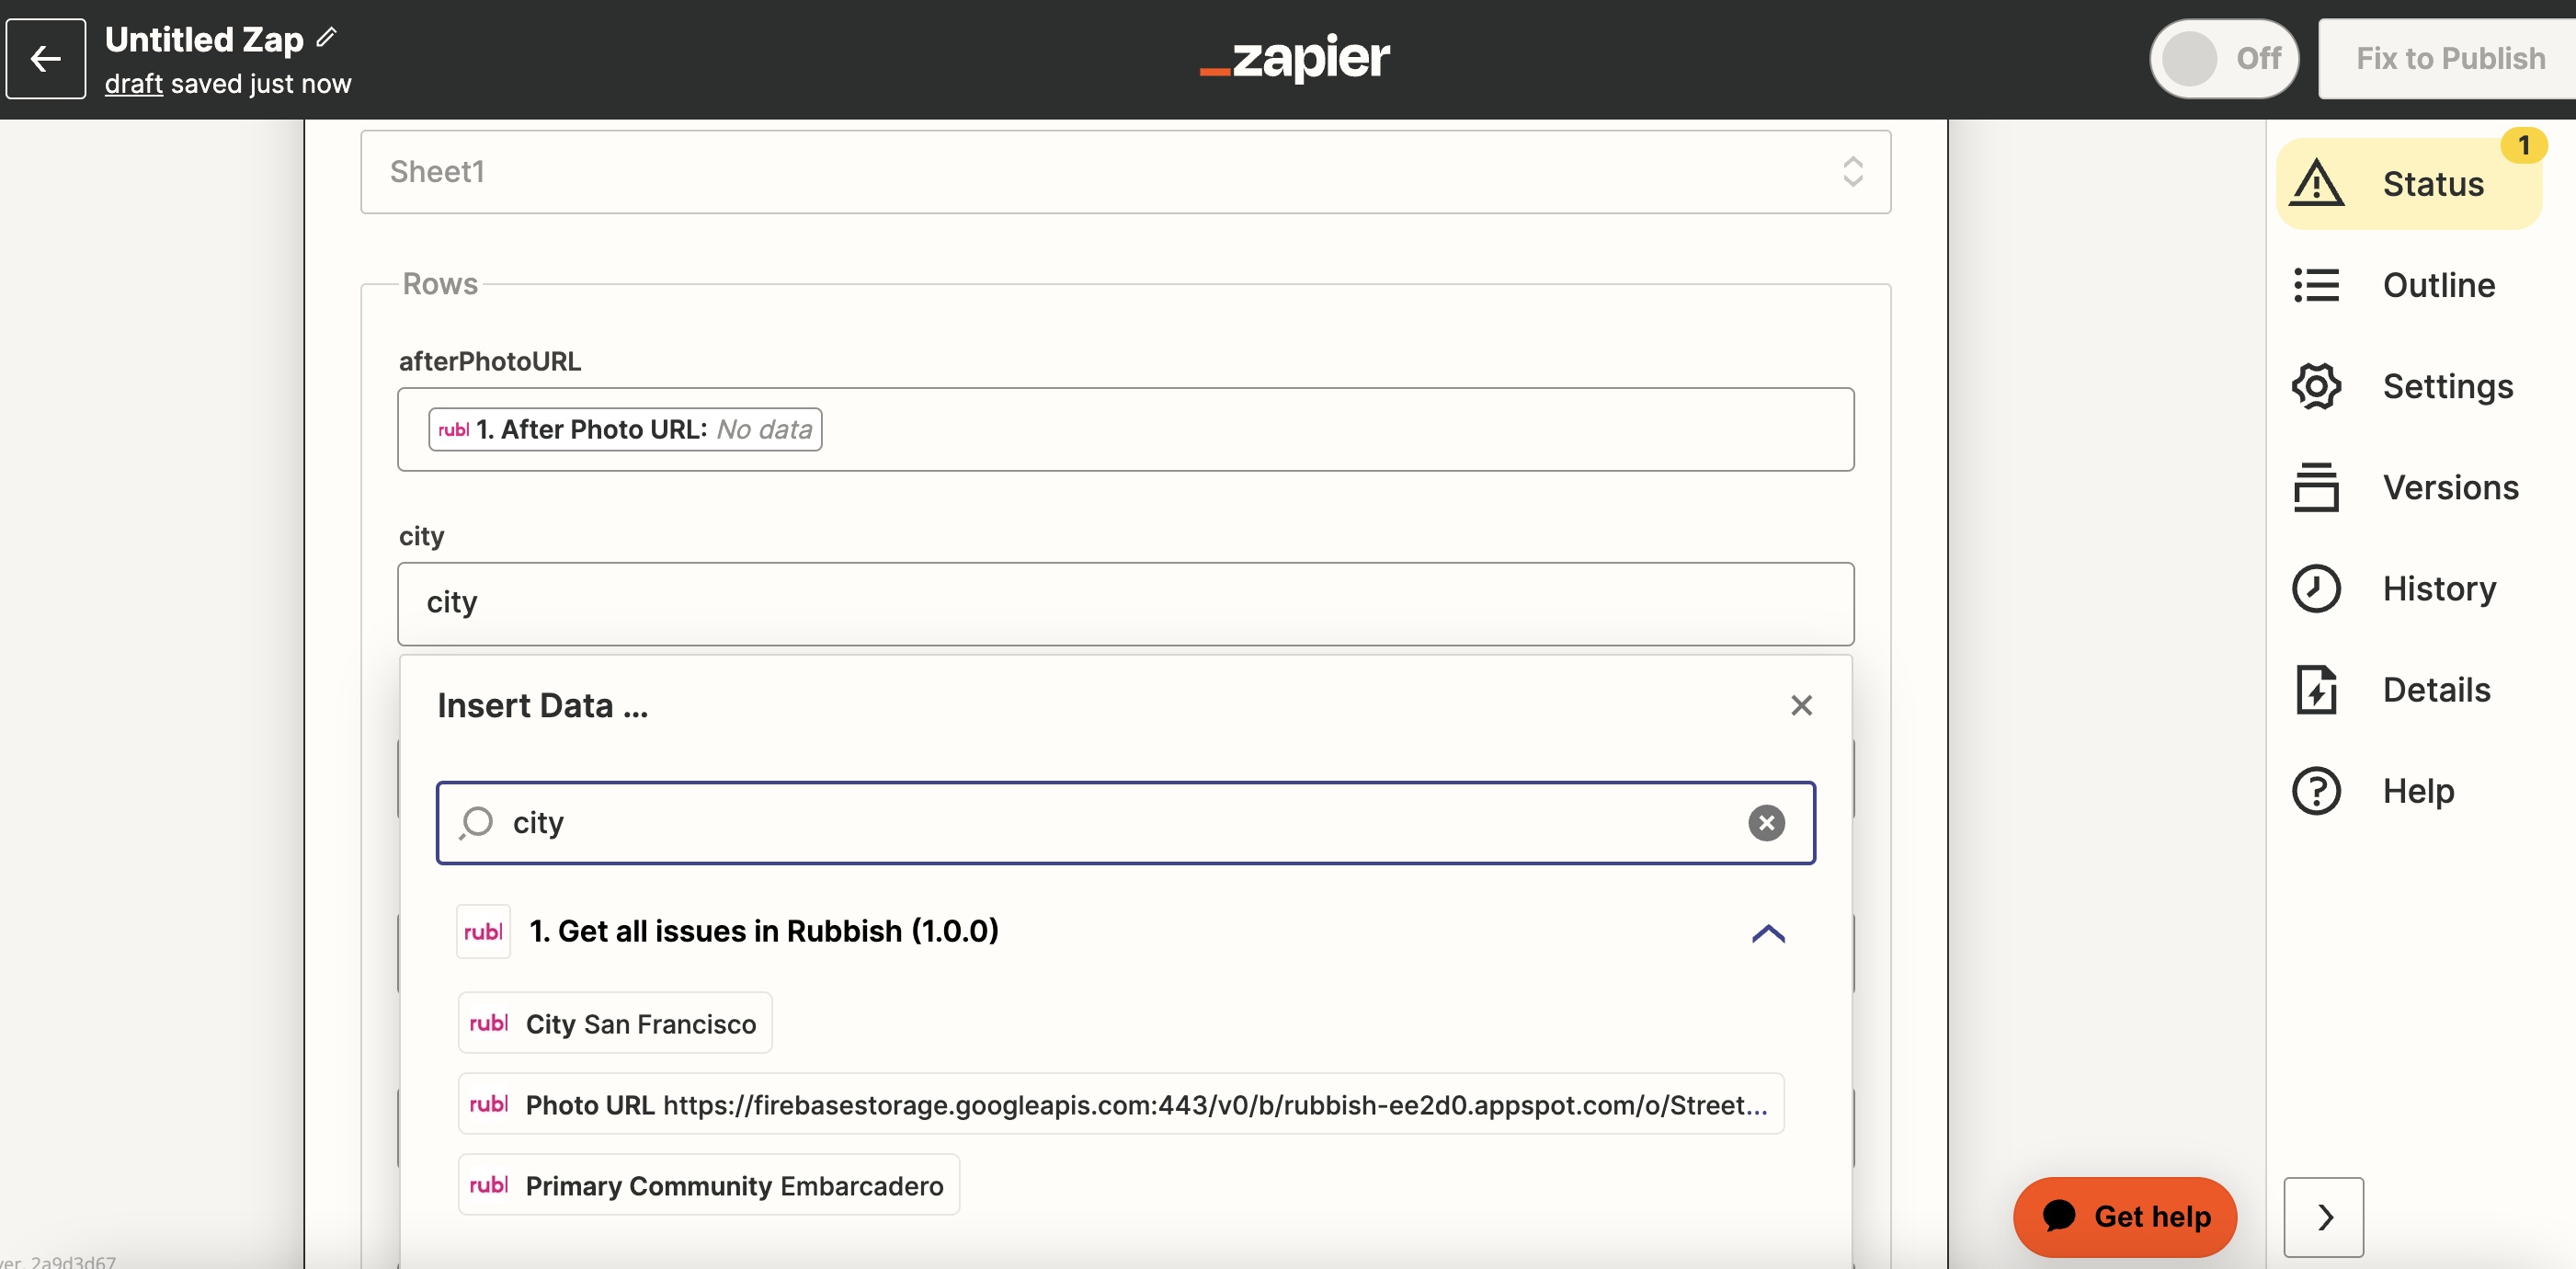 Untitled Zap
draft saved just now
_zapier
Off
Fix to Publish
Sheet1
Rows
afterPhotoURL
rubl 1. After Photo URL: No data
city
city
Insert Data ...
city
rubl 1. Get all issues in Rubbish (1.0.0)
rubl City San Francisco
rubl Photo URL https://firebasestorage.googleapis.com:443/v0/b/rubbish-ee2d0.appspot.com/o/Street...
rubl Primary Community Embarcadero
1
Status
Outline
Settings
Versions
History
Details
Help
Get help
ver. 2a9d3d67